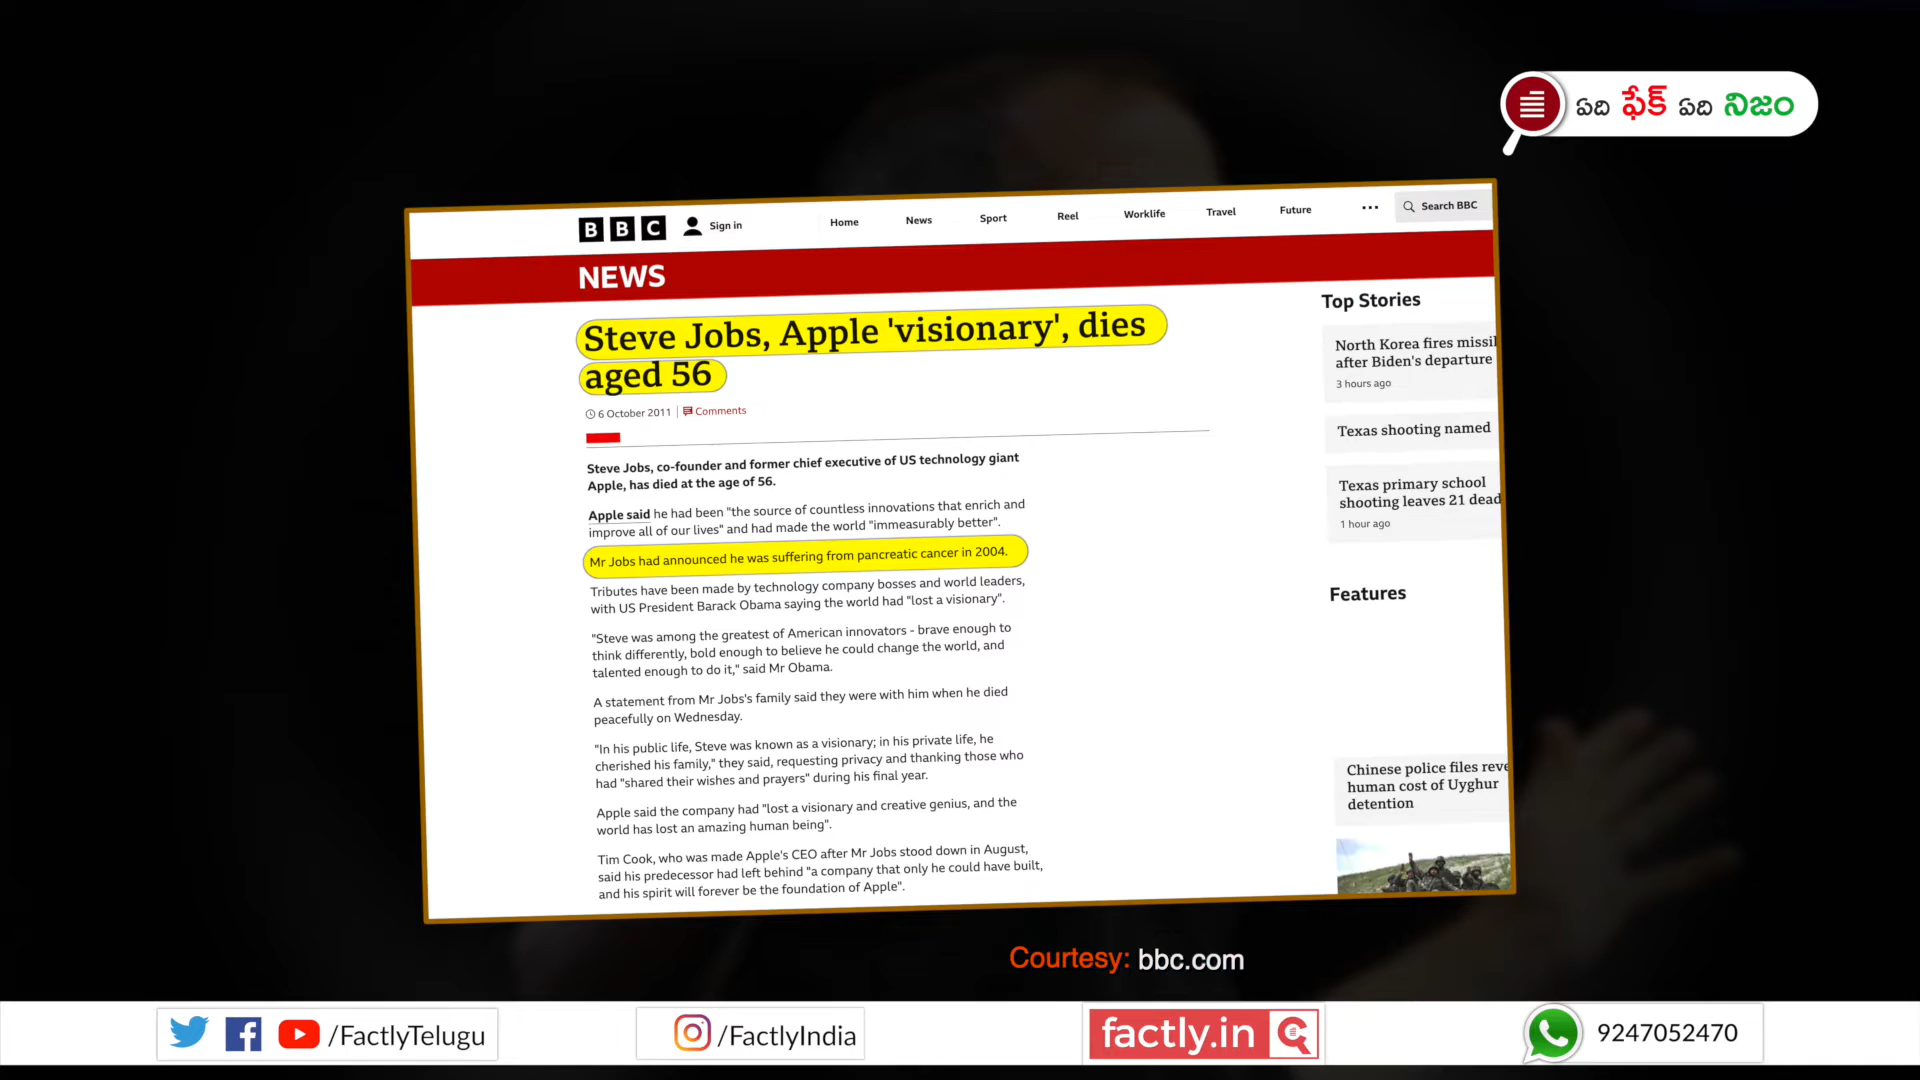 ఏది ఫేక్ ఏది నిజం
BBC Sign in Home News Sport Reel Worklife Travel Future ... Search BBC
NEWS
Steve Jobs, Apple 'visionary', dies
aged 56
6 October 2011 | Comments
Steve Jobs, co-founder and former chief executive of US technology giant
Apple, has died at the age of 56.
Apple said he had been "the source of countless innovations that enrich and
improve all of our lives" and had made the world "immeasurably better".
Mr Jobs had announced he was suffering from pancreatic cancer in 2004.
Tributes have been made by technology company bosses and world leaders,
with US President Barack Obama saying the world had "lost a visionary".
"Steve was among the greatest of American innovators - brave enough to
think differently, bold enough to believe he could change the world, and
talented enough to do it," said Mr Obama.
A statement from Mr Jobs's family said they were with him when he died
peacefully on Wednesday.
"In his public life, Steve was known as a visionary; in his private life, he
cherished his family," they said, requesting privacy and thanking those who
had "shared their wishes and prayers" during his final year.
Apple said the company had "lost a visionary and creative genius, and the
world has lost an amazing human being".
Tim Cook, who was made Apple's CEO after Mr Jobs stood down in August,
said his predecessor had left behind "a company that only he could have built,
and his spirit will forever be the foundation of Apple".
Top Stories
North Korea fires
after Biden's departure
3 hours ago
Texas shooting named
Texas primary school
shooting leaves 21 dead
1 hour ago
Features
Chinese police files
human cost of Uyghur
detention
Courtesy: bbc.com
/FactlyTelugu
/FactlyIndia
factly.in
9247052470